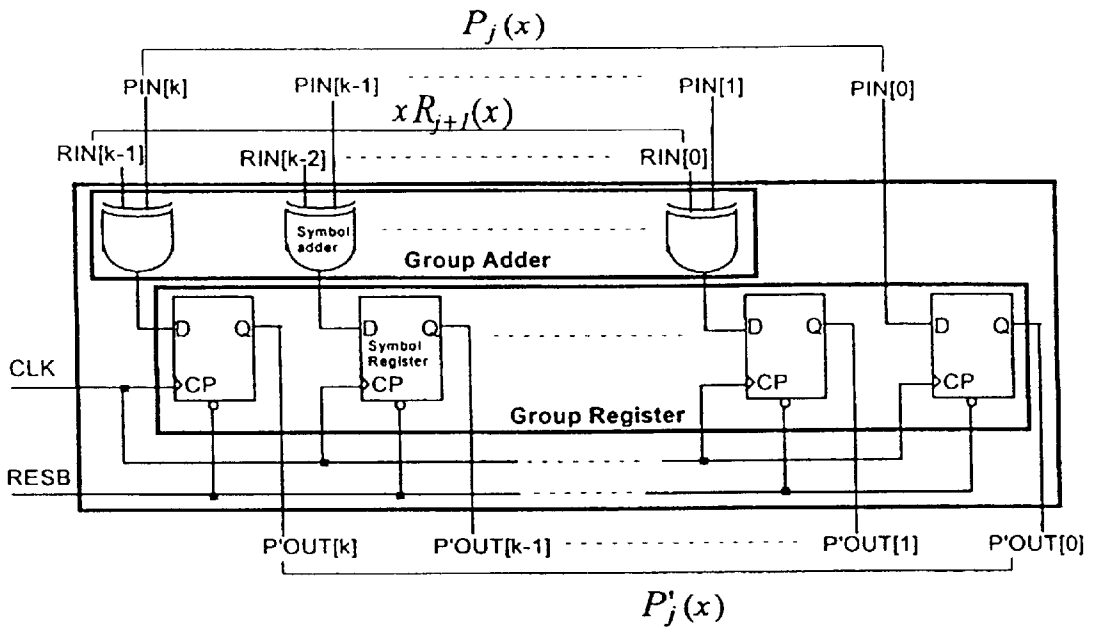 P_j(x)
PIN[k] PIN[k-1] PIN[1] PIN[0]
x R_{j+1}(x)
RIN[k-1] RIN[k-2] RIN[0]
Symbol
adder
Group Adder
D Q D Q D Q D Q
Symbol
Register
CLK
CP CP CP CP
Group Register
RESB
P'OUT[k] P'OUT[k-1] P'OUT[1] P'OUT[0]
P'_j(x)